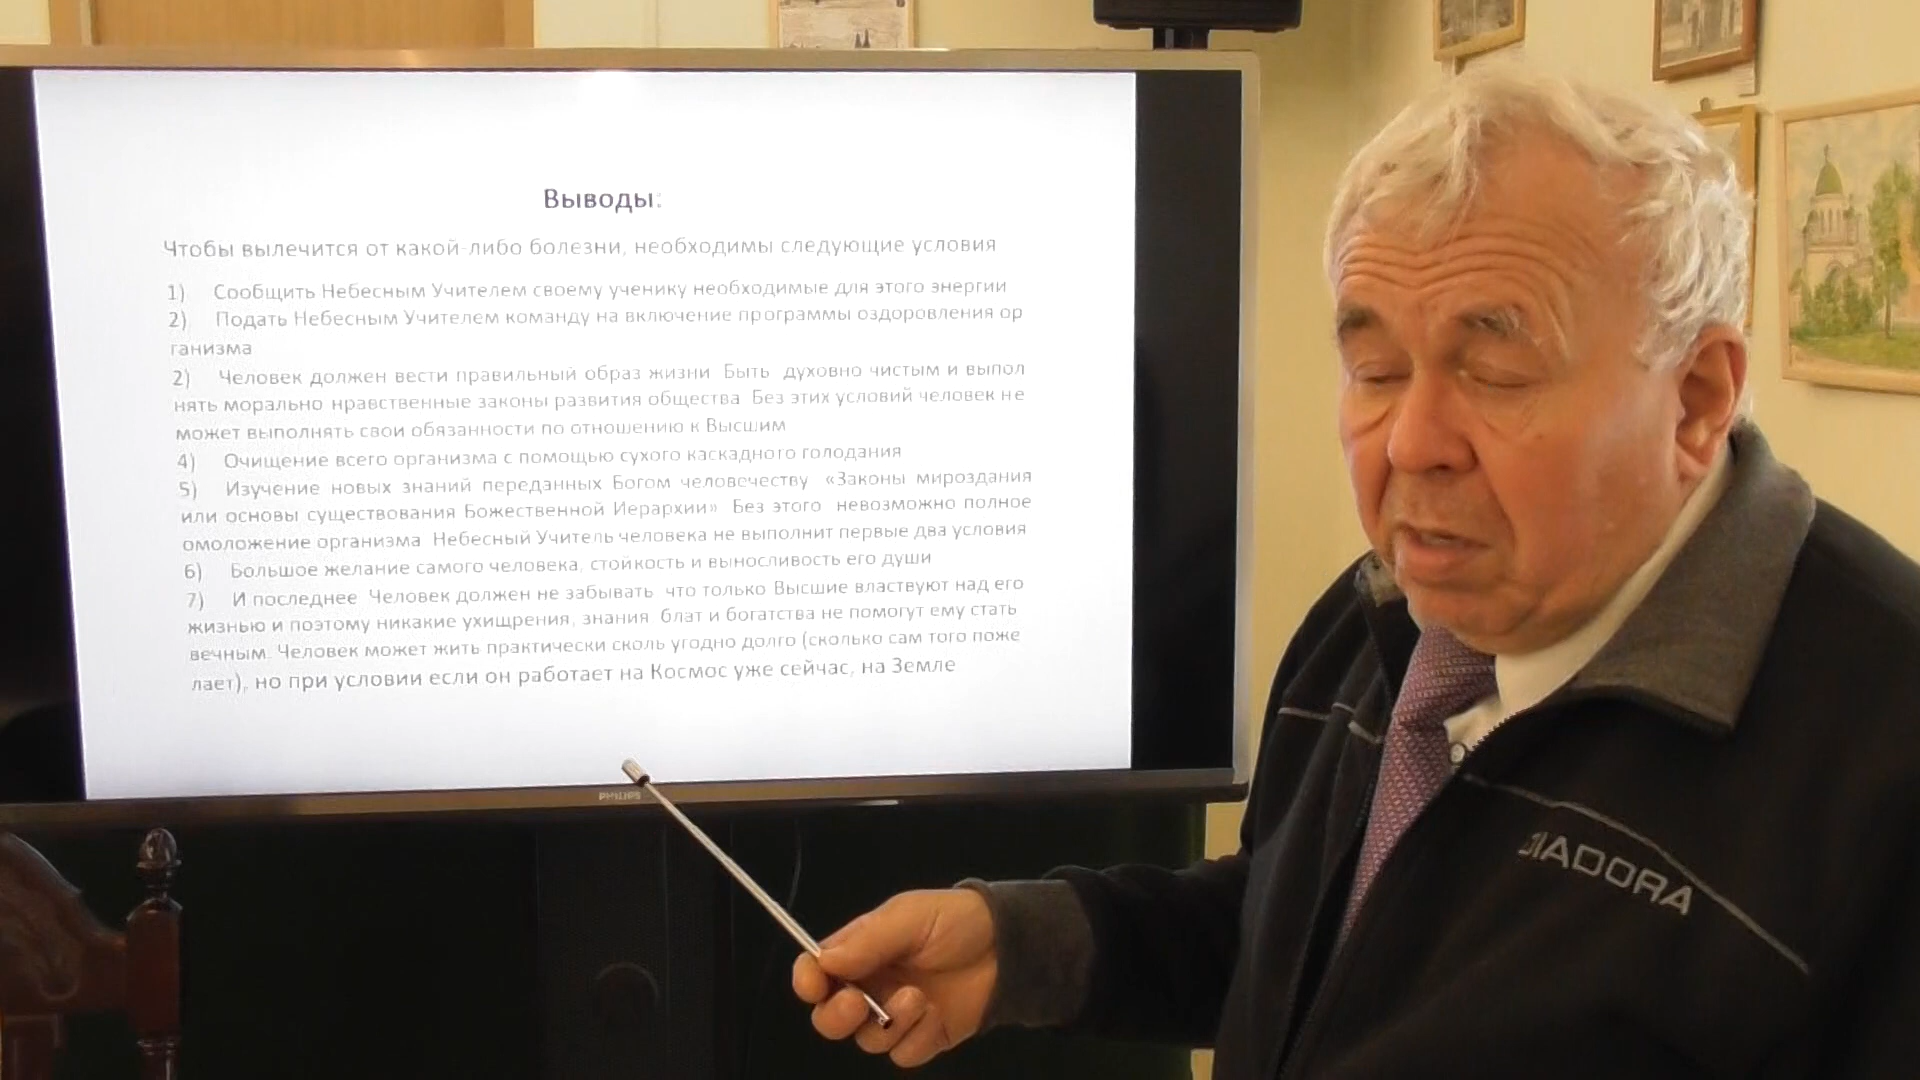 Выводы:
Чтобы вылечится от какой-либо болезни, необходимы следующие условия
1) Сообщить Небесным Учителем своему ученику необходимые для этого энергии
2) Подать Небесным Учителем команду на включение программы оздоровления ор
ганизма
2) Человек должен вести правильный образ жизни Быть духовно чистым и выпол
нять морально нравственные законы развития общества Без этих условий человек не
может выполнять свои обязанности по отношению к Высшим
4) Очищение всего организма с помощью сухого каскадного голодания
5) Изучение новых знаний переданных Богом человечеству «Законы мироздания
или основы существования Божественной Иерархии» Без этого невозможно полное
омоложение организма Небесный Учитель человека не выполнит первые два условия
6) Большое желание самого человека, стойкость и выносливость его души
7) И последнее Человек должен не забывать что только Высшие властвуют над его
жизнью и поэтому никакие ухищрения, знания блат и богатства не помогут ему стать
вечным. Человек может жить практически сколь угодно долго (сколько сам того поже
лает), но при условии если он работает на Космос уже сейчас, на Земле
PHILIPS
DIADORA